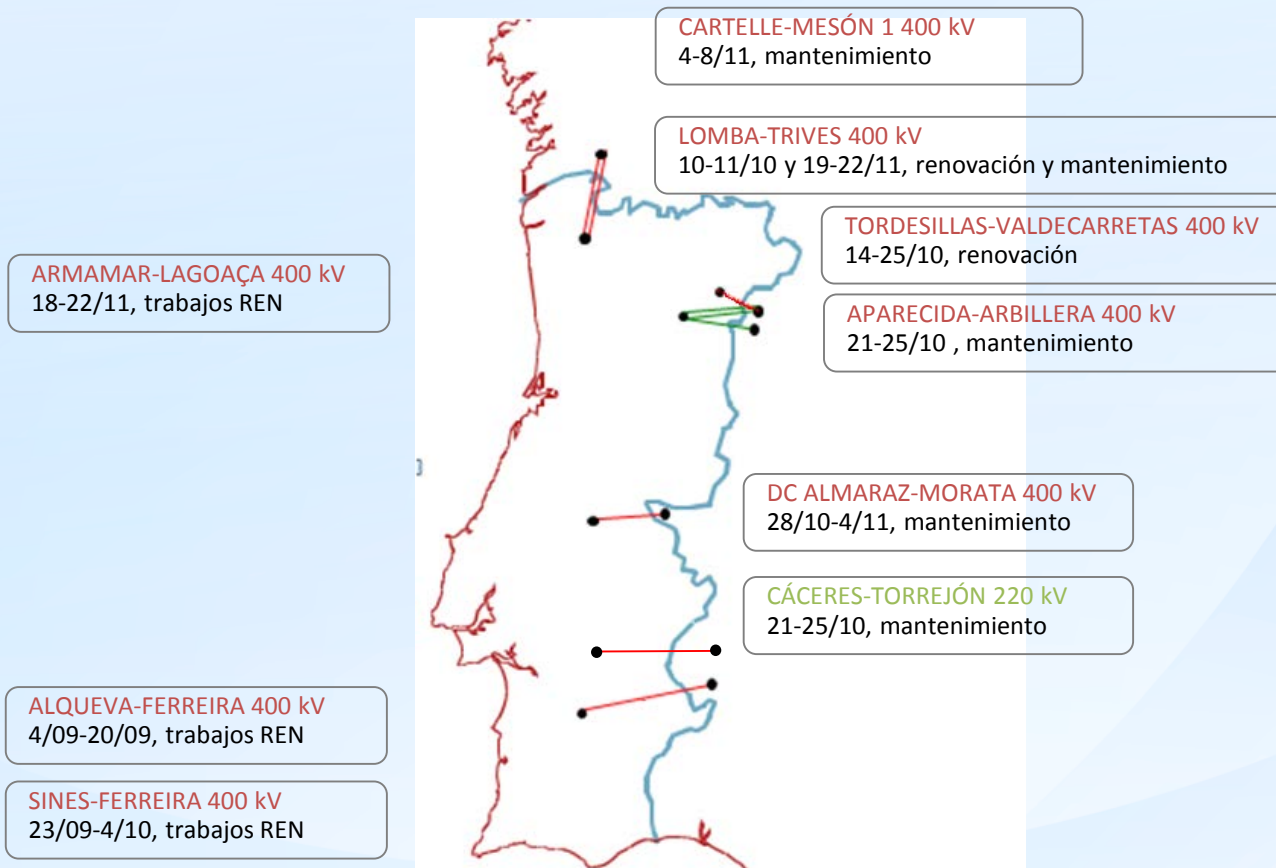 CARTELLE-MESÓN 1 400 kV
4-8/11, mantenimiento
LOMBA-TRIVES 400 kV
10-11/10 y 19-22/11, renovación y mantenimiento
TORDESILLAS-VALDECARRETAS 400 kV
14-25/10, renovación
ARMAMAR-LAGOAÇA 400 kV
18-22/11, trabajos REN
APARECIDA-ARBILLERA 400 kV
21-25/10 , mantenimiento
DC ALMARAZ-MORATA 400 kV
28/10-4/11, mantenimiento
CÁCERES-TORREJÓN 220 kV
21-25/10, mantenimiento
ALQUEVA-FERREIRA 400 kV
4/09-20/09, trabajos REN
SINES-FERREIRA 400 kV
23/09-4/10, trabajos REN